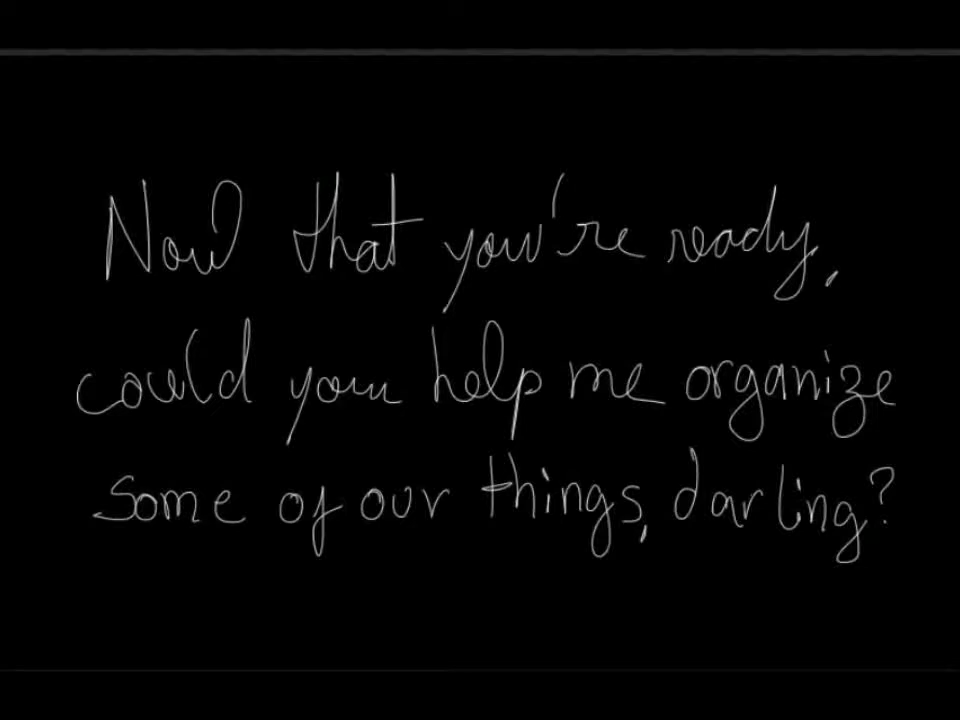 Now that you're ready,
could you help me organize
some of our things, darling?